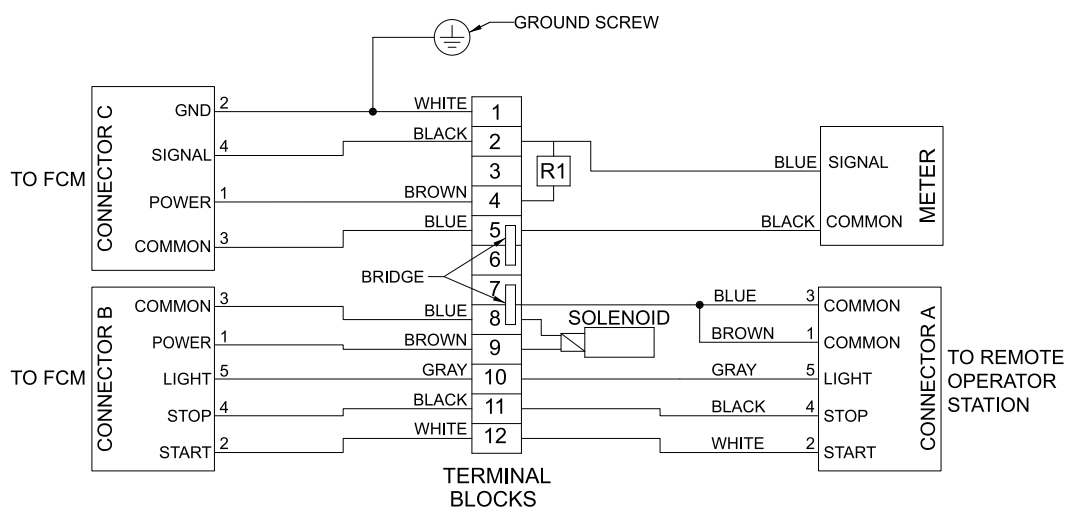 GROUND SCREW
TO FCM
CONNECTOR C
GND 2 WHITE 1
SIGNAL 4 BLACK 2
3
POWER 1 BROWN 4
COMMON 3 BLUE 5
6
R1
BLUE SIGNAL
BLACK COMMON
METER
BRIDGE
7
TO FCM
CONNECTOR B
COMMON 3 BLUE 8
POWER 1 BROWN 9
LIGHT 5 GRAY 10
STOP 4 BLACK 11
START 2 WHITE 12
SOLENOID
BLUE 3 COMMON
BROWN 1 COMMON
GRAY 5 LIGHT
BLACK 4 STOP
WHITE 2 START
CONNECTOR A
TO REMOTE
OPERATOR
STATION
TERMINAL
BLOCKS